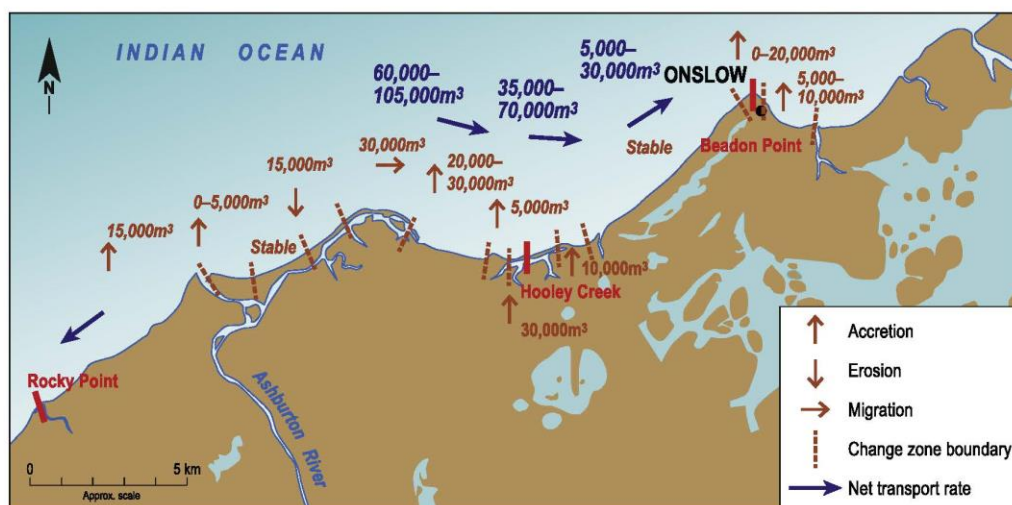 INDIAN OCEAN
N
60,000–
105,000m³
35,000–
70,000m³
5,000–
30,000m³
ONSLOW
0–20,000m³
5,000–
10,000m³
Beadon Point
Stable
30,000m³
20,000–
30,000m³
15,000m³
0–5,000m³
15,000m³
Stable
5,000m³
10,000m³
Hooley Creek
30,000m³
Rocky Point
Ashburton River
0 5 km
Approx. scale
Accretion
Erosion
Migration
Change zone boundary
Net transport rate